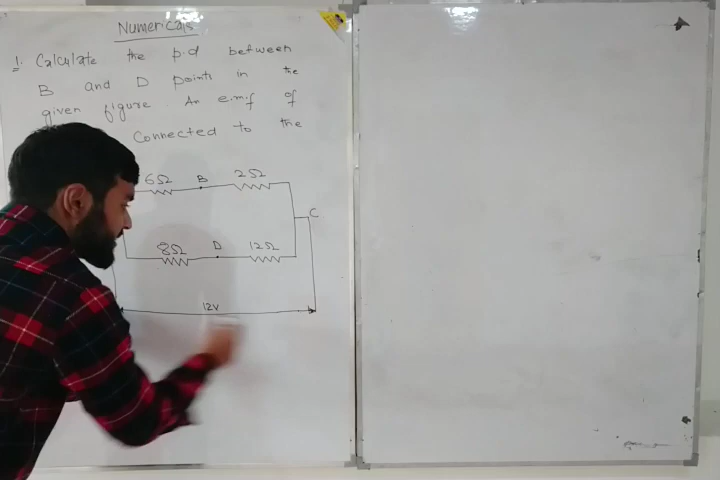 Numericals
1. Calculate the p.d between
B and D points in the
given figure An e.m.f of
Connected to the
6Ω B 2Ω
C
8Ω D 12Ω
12V